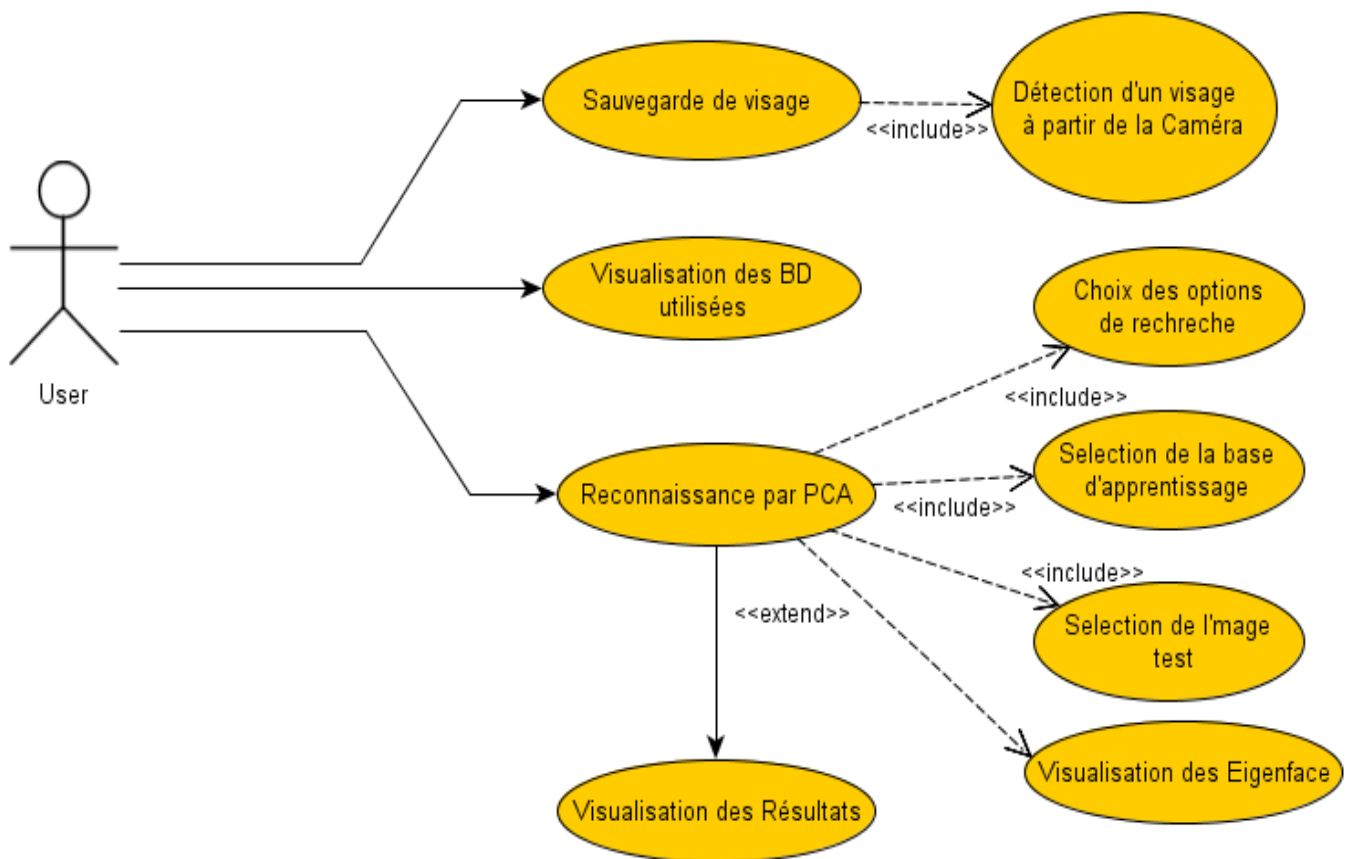 Sauvegarde de visage
<<include>>
Détection d'un visage
à partir de la Caméra
User
Visualisation des BD
utilisées
Choix des options
de rechreche
<<include>>
Reconnaissance par PCA
<<include>>
Selection de la base
d'apprentissage
<<include>>
Selection de l'mage
test
<<extend>>
Visualisation des Eigenface
Visualisation des Résultats